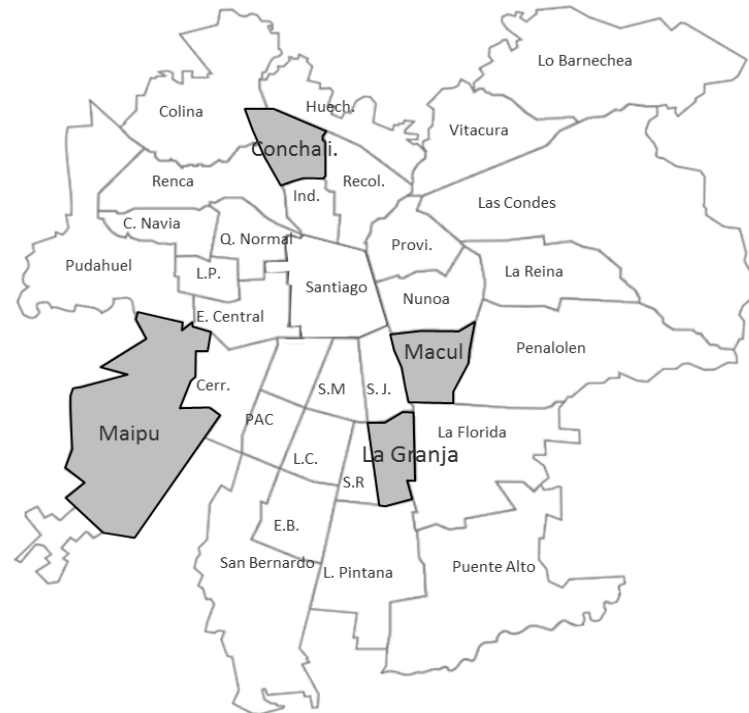 Lo Barnechea
Colina
Huech.
Vitacura
Conchali.
Renca
Ind.
Recol.
Las Condes
C. Navia
Q. Normal
Provi.
Pudahuel
L.P.
Santiago
La Reina
Nunoa
E. Central
Macul
Penalolen
Cerr.
S.M
S. J.
Maipu
PAC
La Florida
L.C.
La Granja
S.R
E.B.
San Bernardo
L. Pintana
Puente Alto